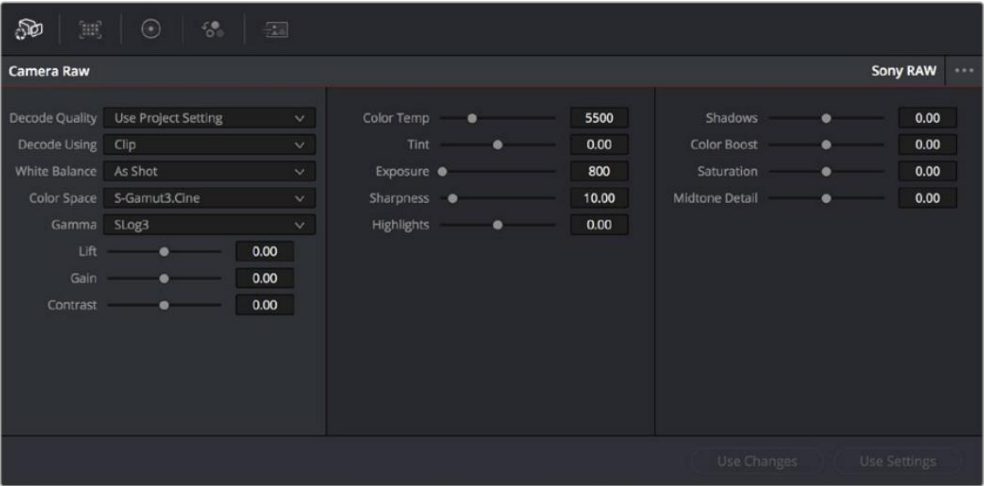 Camera Raw
Sony RAW
Decode Quality Use Project Setting
Decode Using Clip
White Balance As Shot
Color Space S-Gamut3.Cine
Gamma SLog3
Lift 0.00
Gain 0.00
Contrast 0.00
Color Temp 5500
Tint 0.00
Exposure 800
Sharpness 10.00
Highlights 0.00
Shadows 0.00
Color Boost 0.00
Saturation 0.00
Midtone Detail 0.00
Use Changes
Use Settings